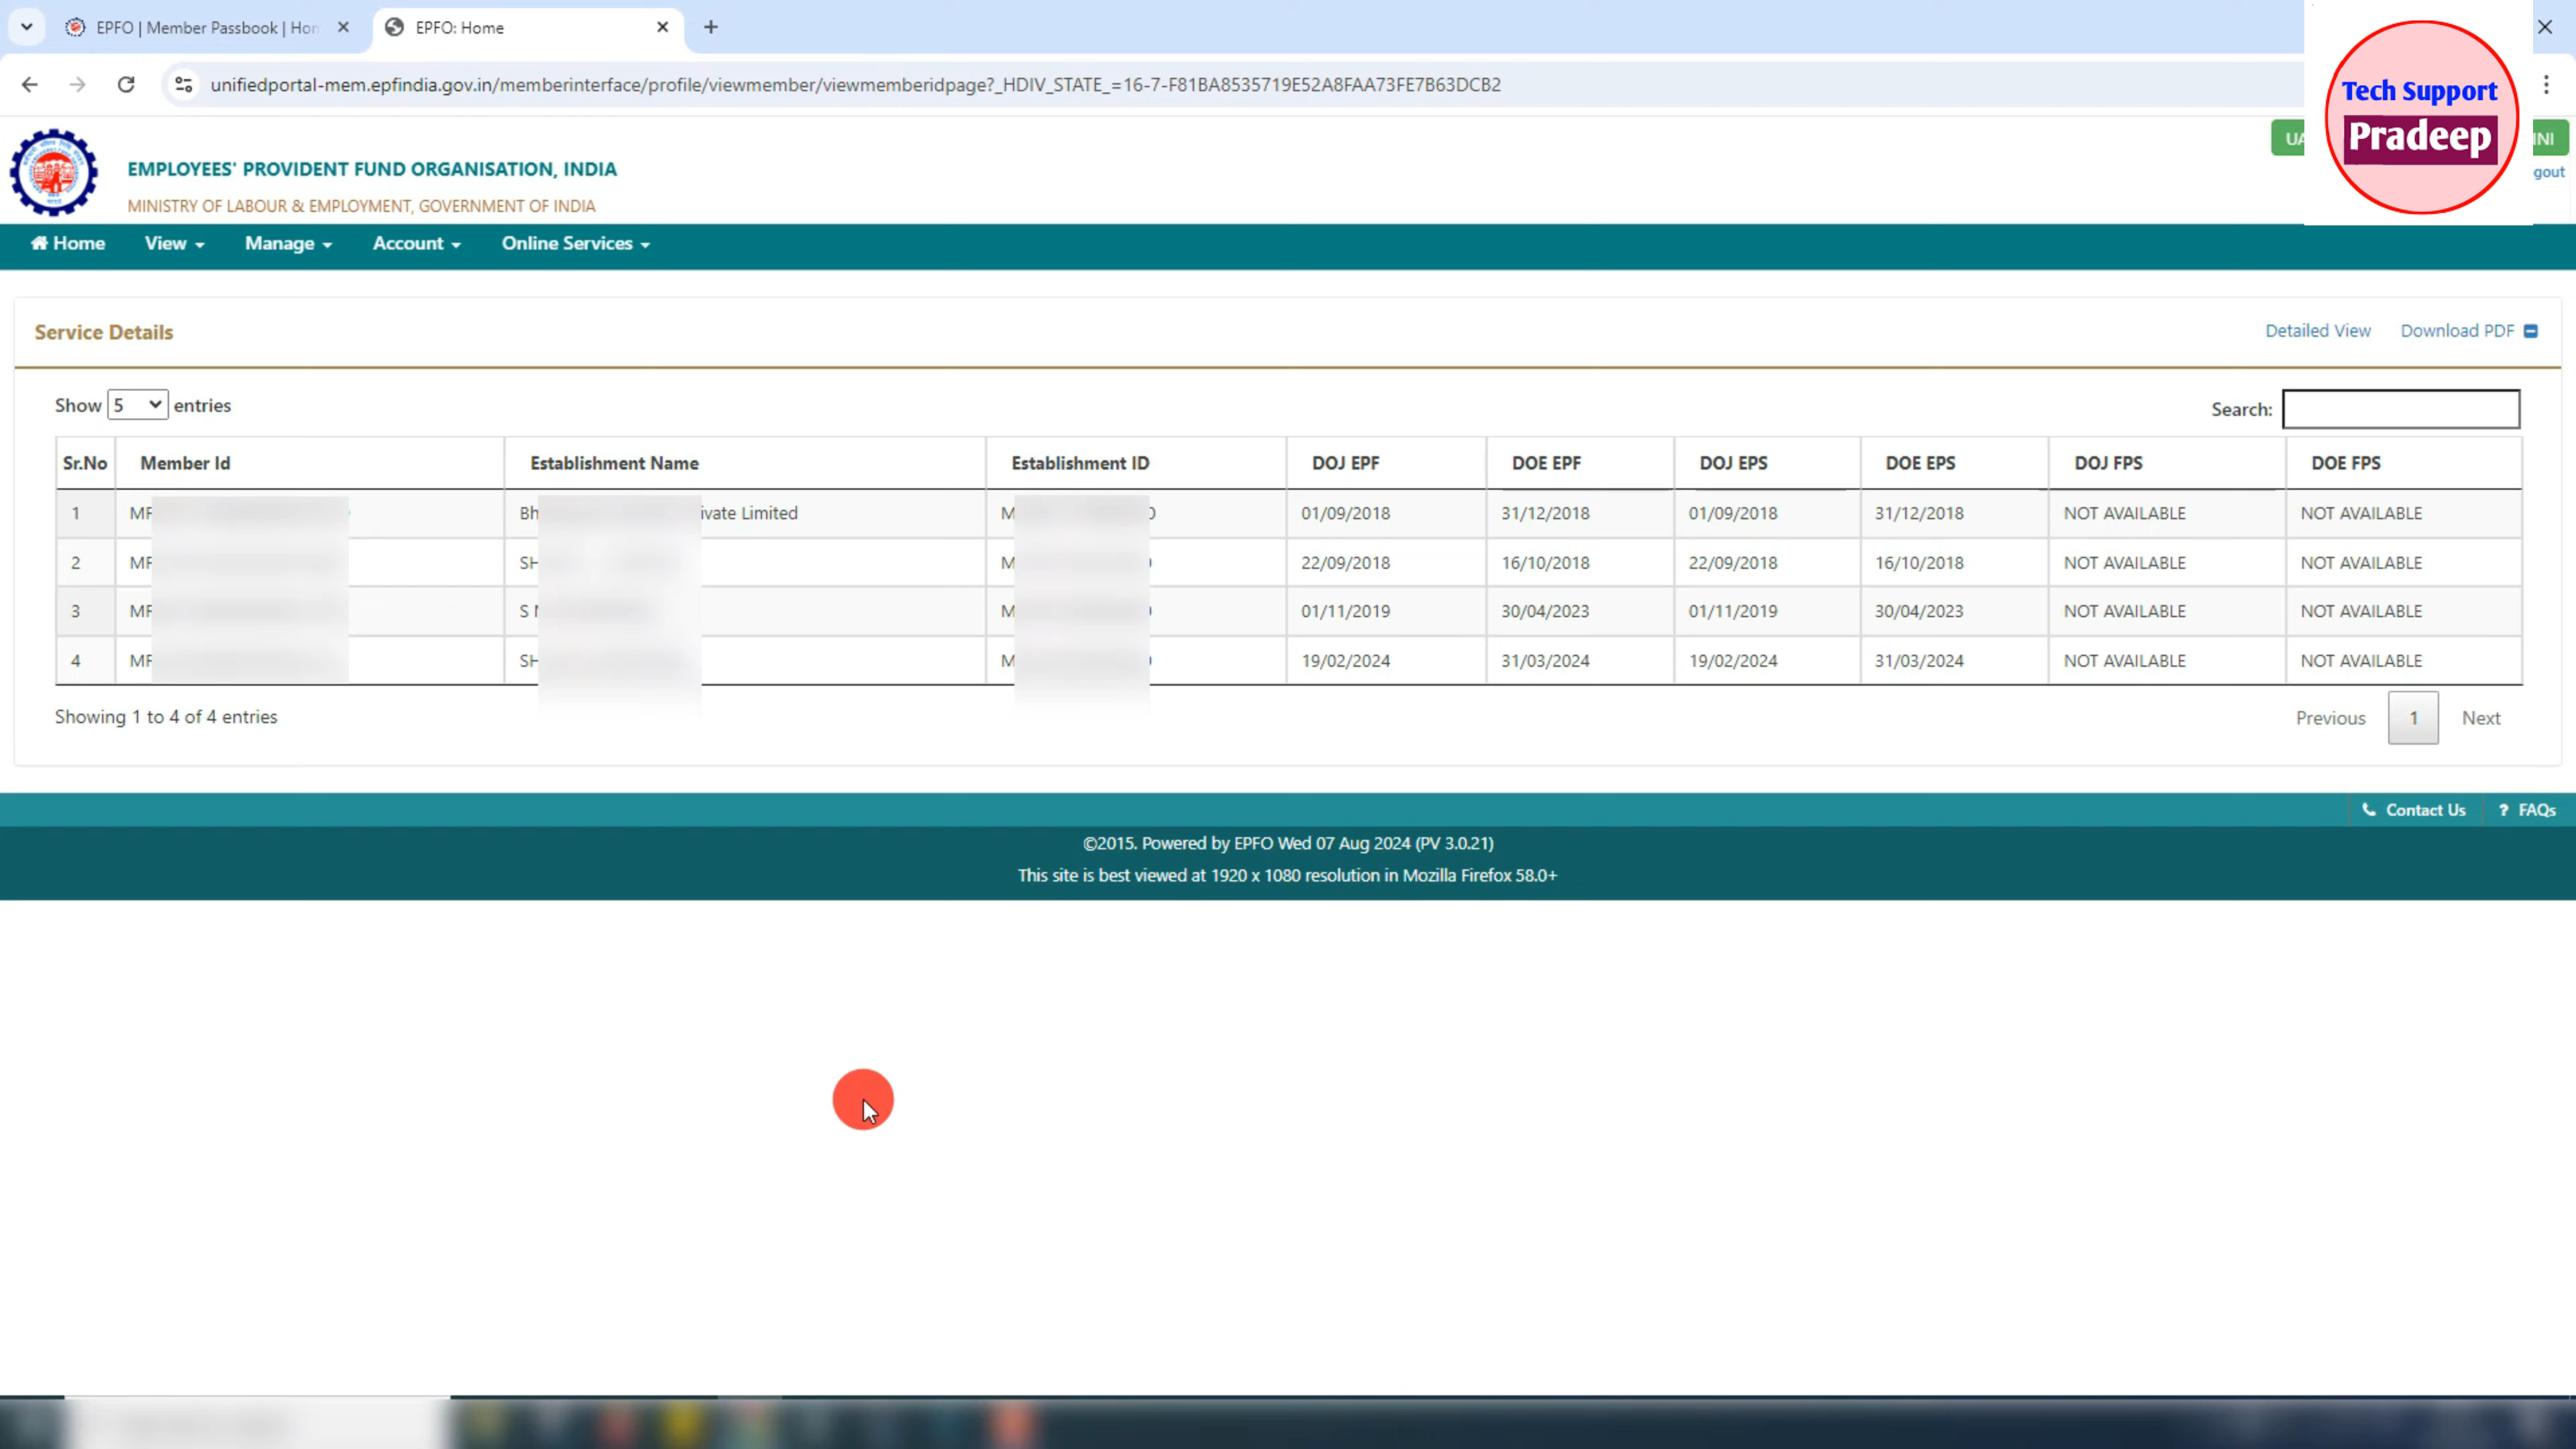 EPFO | Member Passbook | Hor
EPFO: Home
unifiedportal-mem.epfindia.gov.in/memberinterface/profile/viewmember/viewmemberidpage?_HDIV_STATE_=16-7-F81BA8535719E52A8FAA73FE7B63DCB2
Tech Support
Pradeep
EMPLOYEES' PROVIDENT FUND ORGANISATION, INDIA
MINISTRY OF LABOUR & EMPLOYMENT, GOVERNMENT OF INDIA
UA NI
gout
Home View Manage Account Online Services
Service Details Detailed View Download PDF
Show 5 entries Search:
Sr.No Member Id Establishment Name Establishment ID DOJ EPF DOE EPF DOJ EPS DOE EPS DOJ FPS DOE FPS
1 MF Bh ivate Limited M 01/09/2018 31/12/2018 01/09/2018 31/12/2018 NOT AVAILABLE NOT AVAILABLE
2 MF SH M 22/09/2018 16/10/2018 22/09/2018 16/10/2018 NOT AVAILABLE NOT AVAILABLE
3 MF S M 01/11/2019 30/04/2023 01/11/2019 30/04/2023 NOT AVAILABLE NOT AVAILABLE
4 MF SH M 19/02/2024 31/03/2024 19/02/2024 31/03/2024 NOT AVAILABLE NOT AVAILABLE
Showing 1 to 4 of 4 entries Previous 1 Next
Contact Us ? FAQs
©2015. Powered by EPFO Wed 07 Aug 2024 (PV 3.0.21)
This site is best viewed at 1920 x 1080 resolution in Mozilla Firefox 58.0+